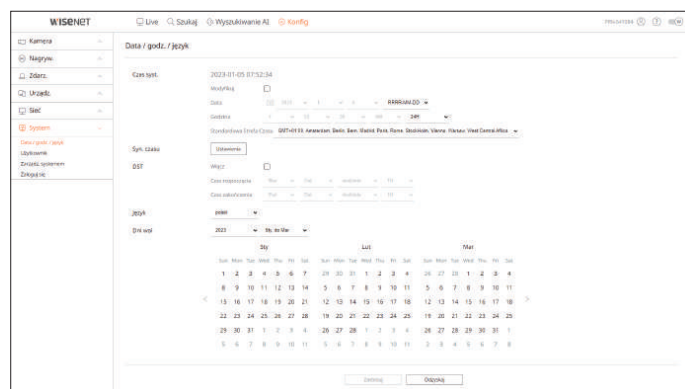 WISENET
Live Szukaj Wyszukiwanie AI Konfig
Kamera
Nagryw.
Zdarz.
Urządz.
Sieć
System
Data / godz. / język
Użytkownik
Zarządz. systemem
Zaloguj się
Data / godz. / język
Czas syst. 2023-01-05 07:52:34
Modyfikuj
Data RRRR-MM-DD
Godzina 24H
Standardowa Strefa Czasu GMT+01:00, Amsterdam, Berlin, Bern, Madrid, Paris, Rome, Stockholm, Vienna, Warsaw, West Central Africa
Syn. czasu Ustawienie
DST Włącz
Czas rozpoczęcia
Czas zakończenia
Język polski
Dni wol 2023 Sty. do Mar
Sty Lut Mar
Sun Mon Tue Wed Thu Fri Sat Sun Mon Tue Wed Thu Fri Sat Sun Mon Tue Wed Thu Fri Sat
1 2 3 4 5 6 7 29 30 31 1 2 3 4 26 27 28 1 2 3 4
8 9 10 11 12 13 14 5 6 7 8 9 10 11 5 6 7 8 9 10 11
15 16 17 18 19 20 21 12 13 14 15 16 17 18 12 13 14 15 16 17 18
22 23 24 25 26 27 28 19 20 21 22 23 24 25 19 20 21 22 23 24 25
29 30 31 1 2 3 4 26 27 28 1 2 3 4 26 27 28 29 30 31 1
5 6 7 8 9 10 11 5 6 7 8 9 10 11 2 3 4 5 6 7 8
Zastosuj Odzyskaj